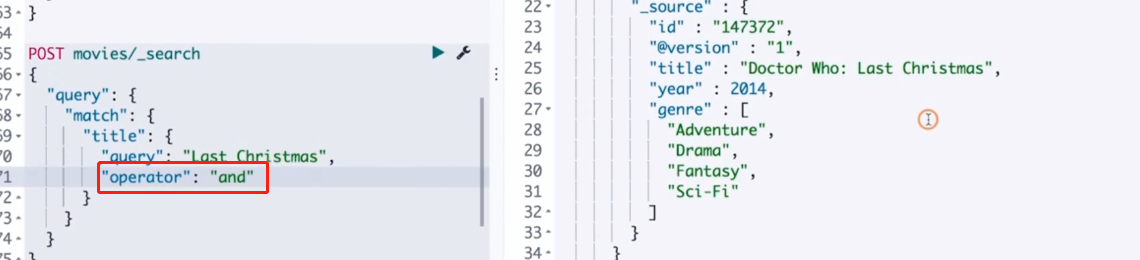 63 }
64
65 POST movies/_search
66 {
67 "query": {
68 "match": {
69 "title": {
70 "query": "Last Christmas",
71 "operator": "and"
72 }
73 }
74 }
75 }
22 "_source" : {
23 "id" : "147372",
24 "@version" : "1",
25 "title" : "Doctor Who: Last Christmas",
26 "year" : 2014,
27 "genre" : [
28 "Adventure",
29 "Drama",
30 "Fantasy",
31 "Sci-Fi"
32 ]
33 }
34 }